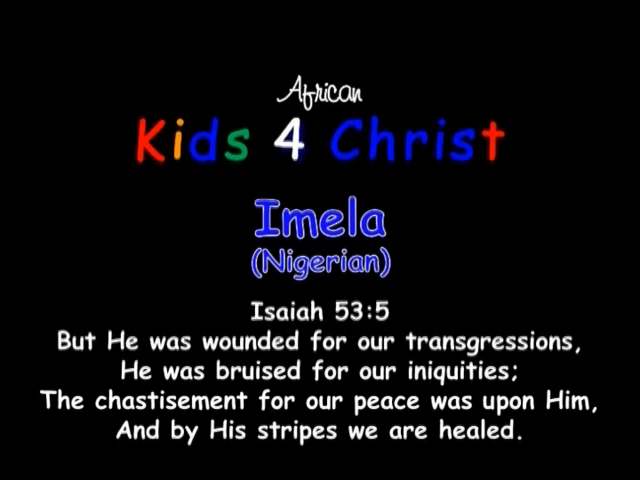 African
Kids 4 Christ
Imela
(Nigerian)
Isaiah 53:5
But He was wounded for our transgressions,
He was bruised for our iniquities;
The chastisement for our peace was upon Him,
And by His stripes we are healed.